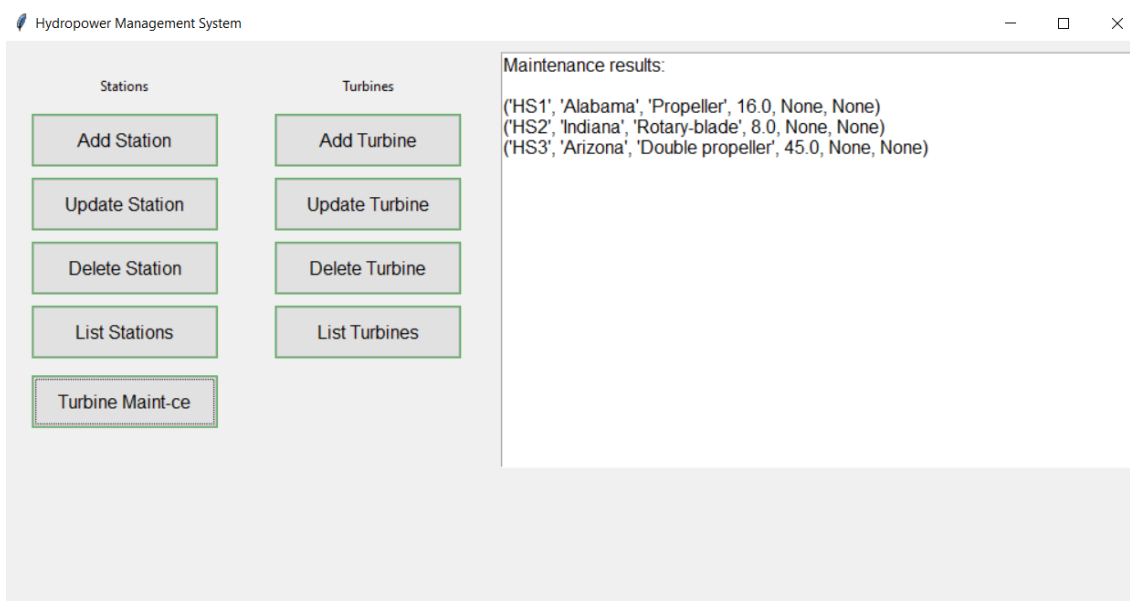 Hydropower Management System
Stations
Turbines
Add Station
Add Turbine
Update Station
Update Turbine
Delete Station
Delete Turbine
List Stations
List Turbines
Turbine Maint-ce
Maintenance results:
('HS1', 'Alabama', 'Propeller', 16.0, None, None)
('HS2', 'Indiana', 'Rotary-blade', 8.0, None, None)
('HS3', 'Arizona', 'Double propeller', 45.0, None, None)